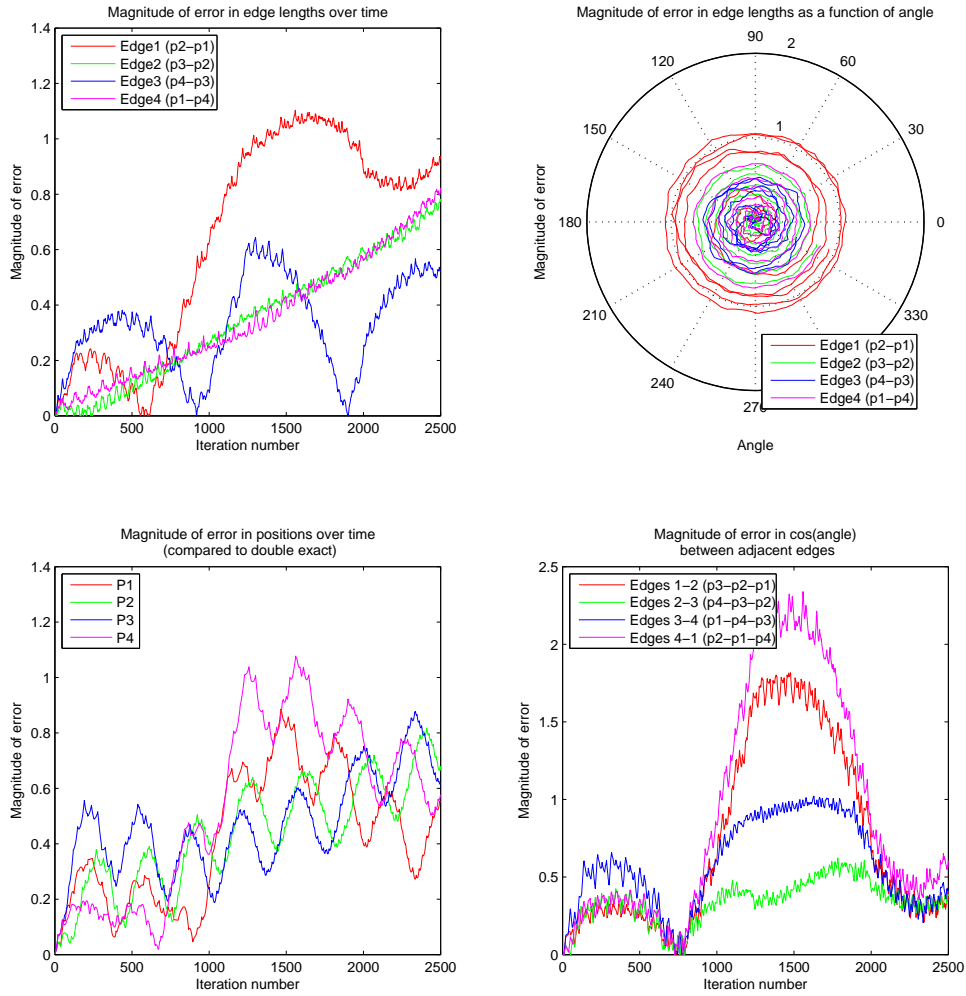 Magnitude of error in edge lengths over time
1.4
1.2
1
0.8
0.6
0.4
0.2
0
Magnitude of error
Edge1 (p2−p1)
Edge2 (p3−p2)
Edge3 (p4−p3)
Edge4 (p1−p4)
0 500 1000 1500 2000 2500
Iteration number
Magnitude of error in edge lengths as a function of angle
Magnitude of error
90
2
120
60
1
150
30
180
0
210
330
240
270
Edge1 (p2−p1)
Edge2 (p3−p2)
Edge3 (p4−p3)
Edge4 (p1−p4)
Angle
Magnitude of error in positions over time
(compared to double exact)
1.4
1.2
1
0.8
0.6
0.4
0.2
0
Magnitude of error
P1
P2
P3
P4
0 500 1000 1500 2000 2500
Iteration number
Magnitude of error in cos(angle)
between adjacent edges
2.5
2
1.5
1
0.5
0
Magnitude of error
Edges 1−2 (p3−p2−p1)
Edges 2−3 (p4−p3−p2)
Edges 3−4 (p1−p4−p3)
Edges 4−1 (p2−p1−p4)
0 500 1000 1500 2000 2500
Iteration number